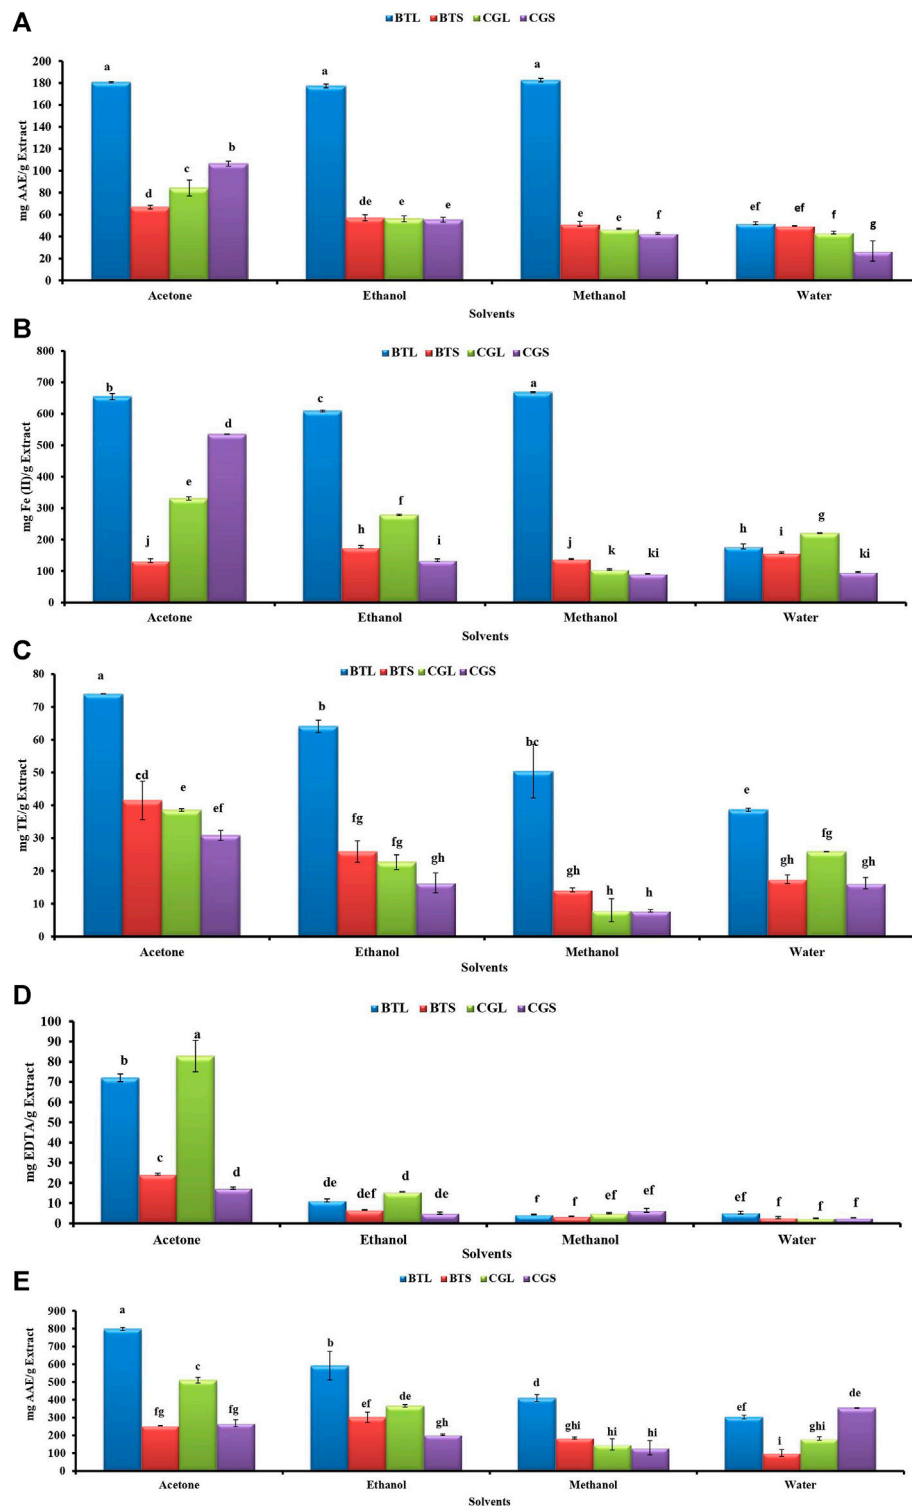 A
BTL BTS CGL CGS
mg AAE/g Extract
200
180
160
140
120
100
80
60
40
20
0
a d c b
a de e e
a e e f
ef ef f g
Acetone Ethanol Methanol Water
Solvents
B
BTL BTS CGL CGS
mg Fe (II)/g Extract
800
700
600
500
400
300
200
100
0
b j e d
c h f i
a j k ki
h i g ki
Acetone Ethanol Methanol Water
Solvents
C
BTL BTS CGL CGS
mg TE/g Extract
80
70
60
50
40
30
20
10
0
a cd e ef
b fg fg gh
bc gh h h
e gh fg gh
Acetone Ethanol Methanol Water
Solvents
D
BTL BTS CGL CGS
mg EDTA/g Extract
100
90
80
70
60
50
40
30
20
10
0
b c a d
de def d de
f f ef ef
ef f f f
Acetone Ethanol Methanol Water
Solvents
E
BTL BTS CGL CGS
mg AAE/g Extract
900
800
700
600
500
400
300
200
100
0
a fg c fg
b ef de gh
d ghi hi hi
ef i ghi de
Acetone Ethanol Methanol Water
Solvents